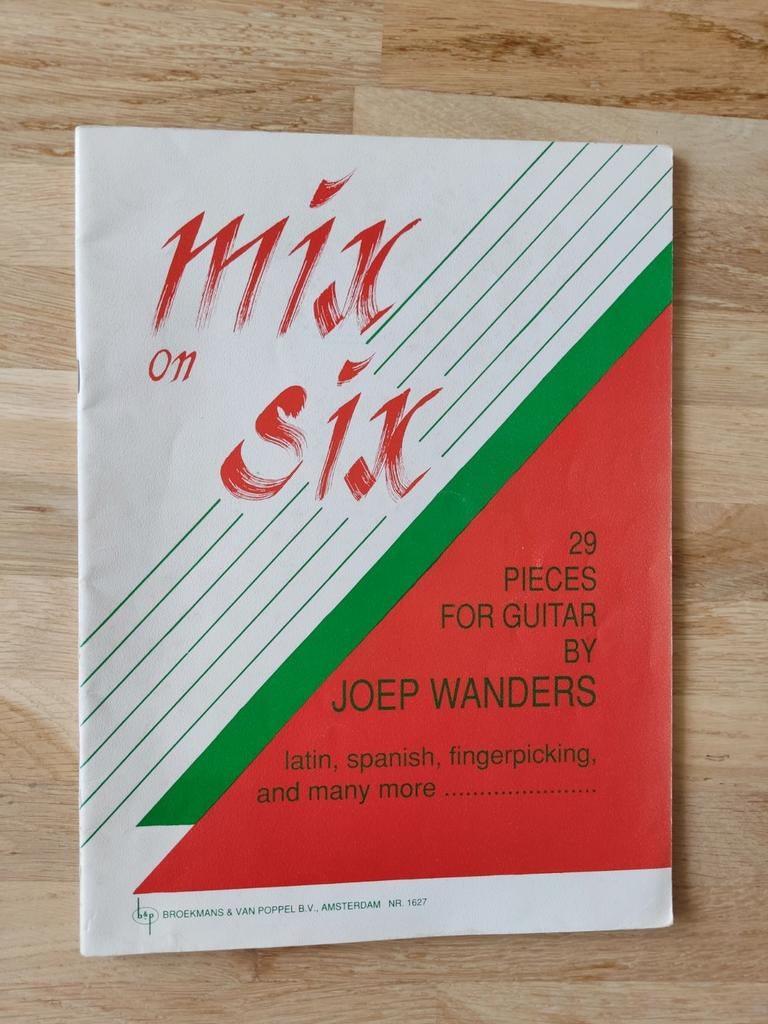 mix
on
six
29
PIECES
FOR GUITAR
BY
JOEP WANDERS
latin, spanish, fingerpicking,
and many more ......................
b&p BROEKMANS & VAN POPPEL B.V., AMSTERDAM NR. 1627